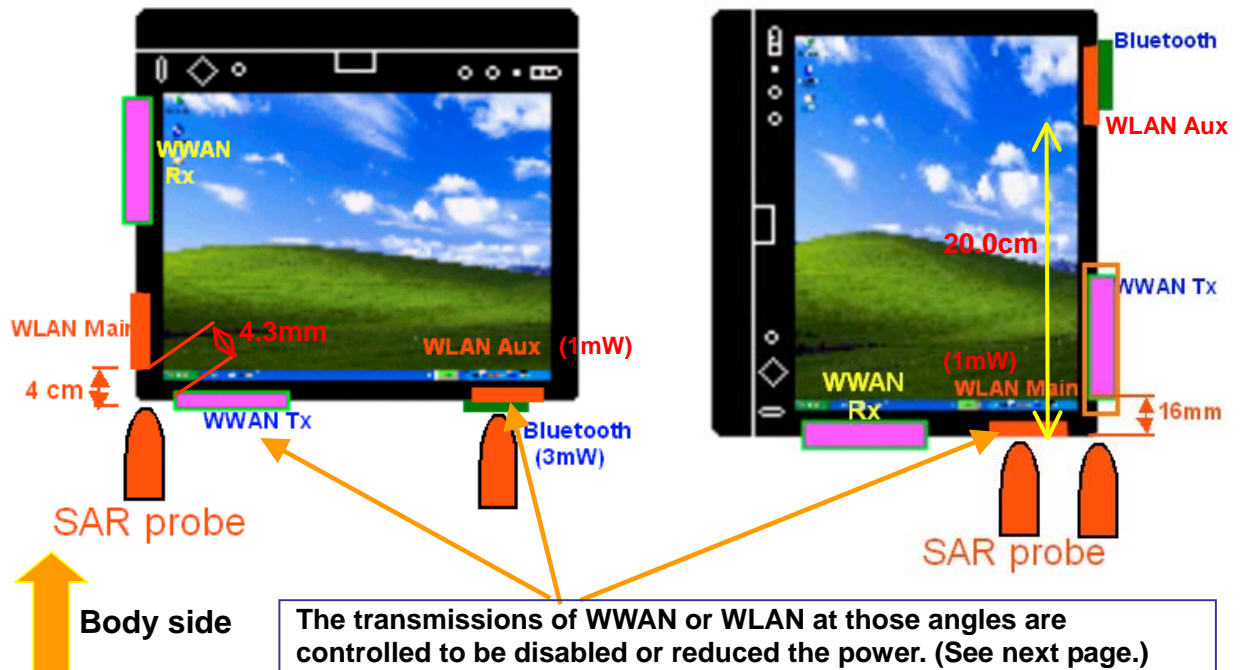 WWAN
Rx
WLAN Main
4.3mm
4 cm
WLAN Aux (1mW)
WWAN Tx
Bluetooth
(3mW)
SAR probe
Body side
Bluetooth
WLAN Aux
20.0cm
WWAN Tx
(1mW)
WWAN
Rx
WLAN Main
16mm
SAR probe
The transmissions of WWAN or WLAN at those angles are
controlled to be disabled or reduced the power. (See next page.)